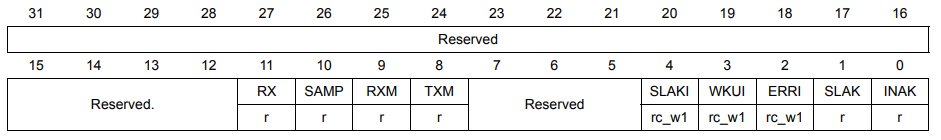 31 30 29 28 27 26 25 24 23 22 21 20 19 18 17 16
Reserved
15 14 13 12 11 10 9 8 7 6 5 4 3 2 1 0
Reserved. RX SAMP RXM TXM Reserved SLAKI WKUI ERRI SLAK INAK
r r r r rc_w1 rc_w1 rc_w1 r r